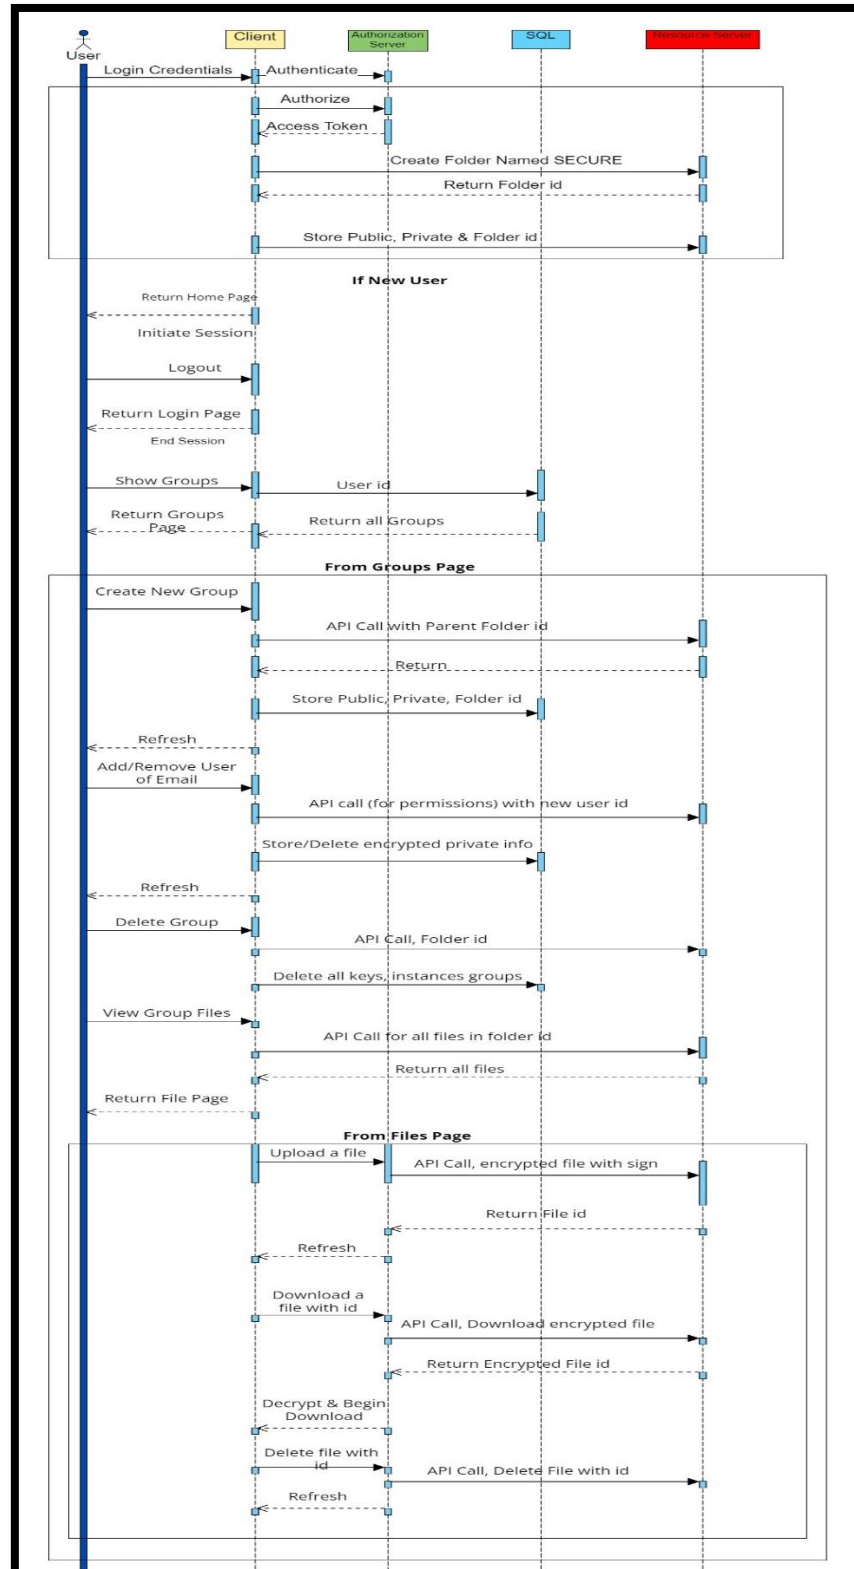 User
Client
Authorization
Server
SQL
Resource Server
Login Credentials
Authenticate
Authorize
Access Token
Create Folder Named SECURE
Return Folder id
Store Public, Private & Folder id
If New User
Return Home Page
Initiate Session
Logout
Return Login Page
End Session
Show Groups
User id
Return Groups
Page
Return all Groups
From Groups Page
Create New Group
API Call with Parent Folder id
Return
Store Public, Private, Folder id
Refresh
Add/Remove User
of Email
API call (for permissions) with new user id
Store/Delete encrypted private info
Refresh
Delete Group
API Call, Folder id
Delete all keys, instances groups
View Group Files
API Call for all files in folder id
Return all files
Return File Page
From Files Page
Upload a file
API Call, encrypted file with sign
Return File id
Refresh
Download a
file with id
API Call, Download encrypted file
Return Encrypted File id
Decrypt & Begin
Download
Delete file with
id
API Call, Delete File with id
Refresh